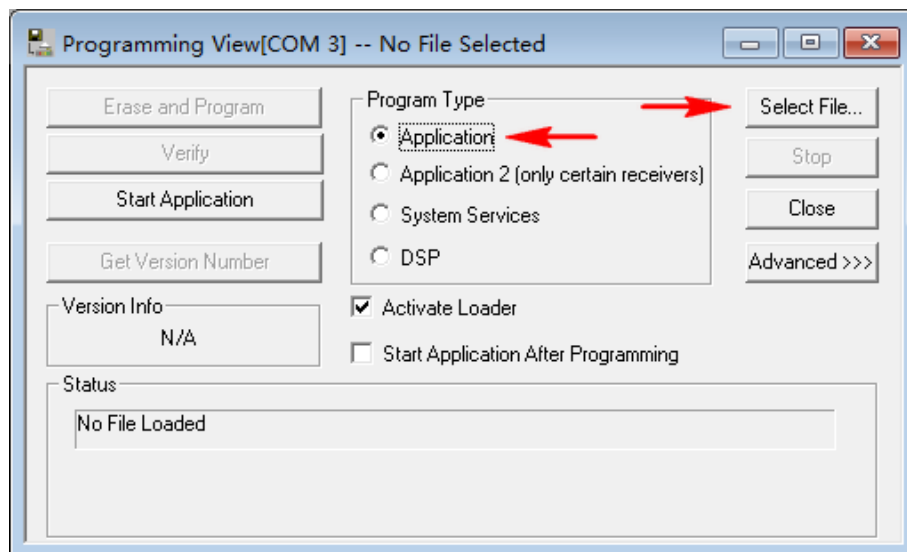 Programming View[COM 3] -- No File Selected
Erase and Program
Verify
Start Application
Get Version Number
Version Info
N/A
Program Type
Application
Application 2 (only certain receivers)
System Services
DSP
Activate Loader
Start Application After Programming
Select File...
Stop
Close
Advanced >>>
Status
No File Loaded